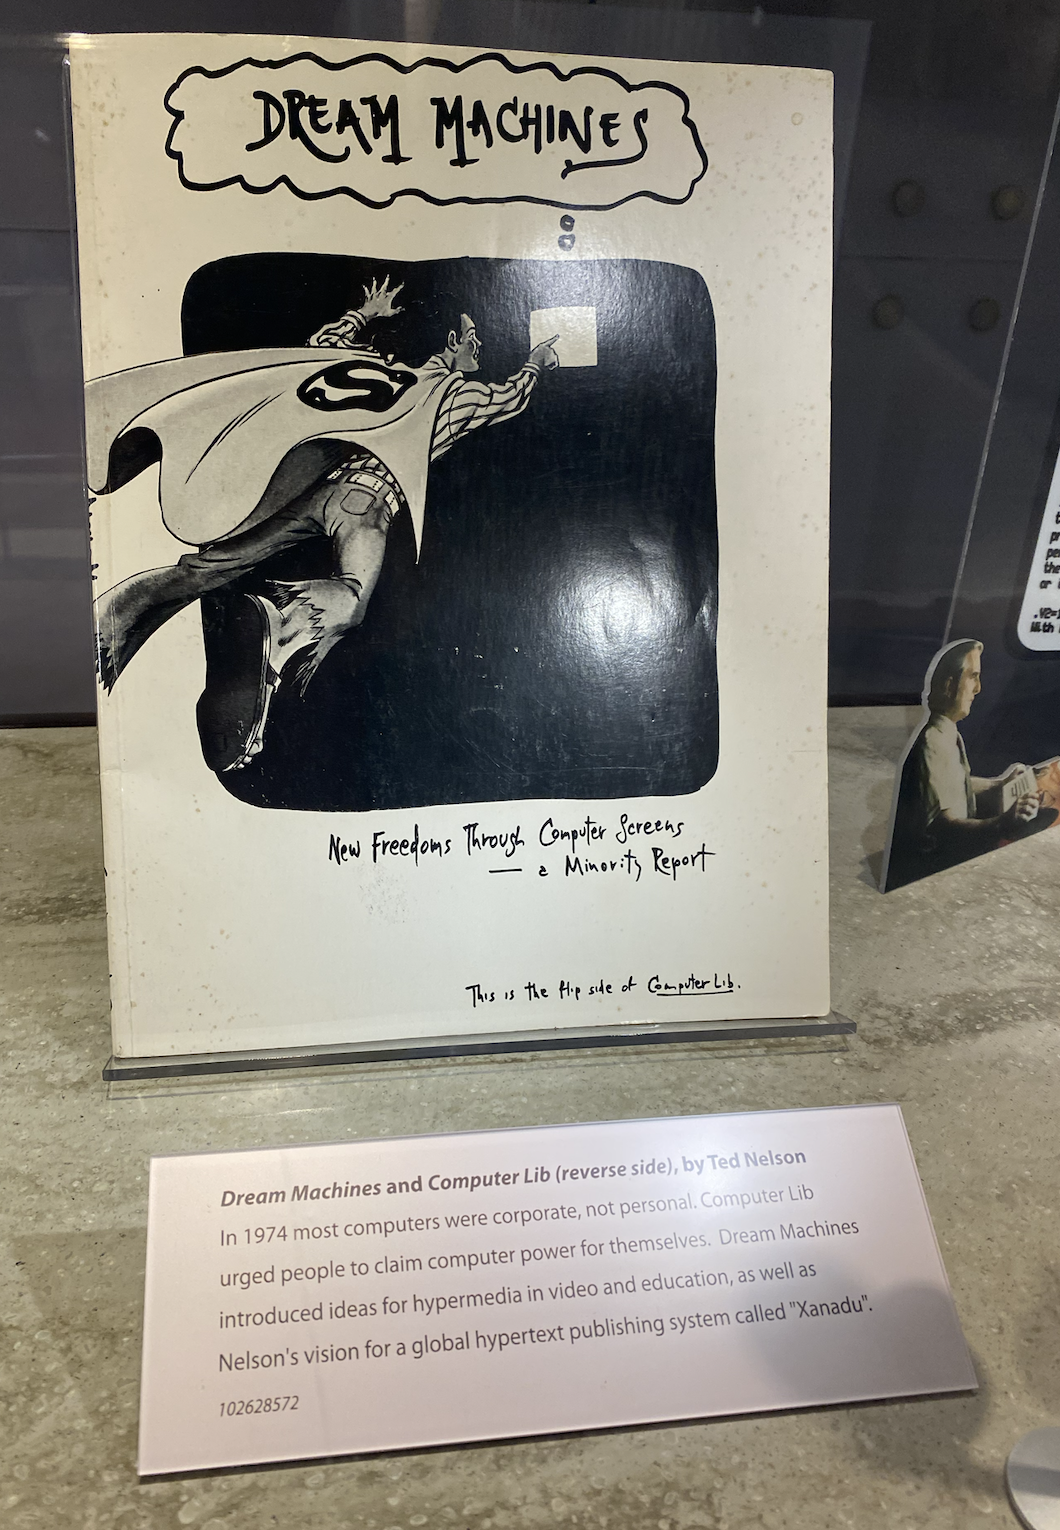 DREAM MACHINES
S
New Freedoms Through Computer Screens
— a Minority Report
This is the flip side of Computer Lib.
Dream Machines and Computer Lib (reverse side), by Ted Nelson
In 1974 most computers were corporate, not personal. Computer Lib
urged people to claim computer power for themselves. Dream Machines
introduced ideas for hypermedia in video and education, as well as
Nelson's vision for a global hypertext publishing system called "Xanadu".
102628572